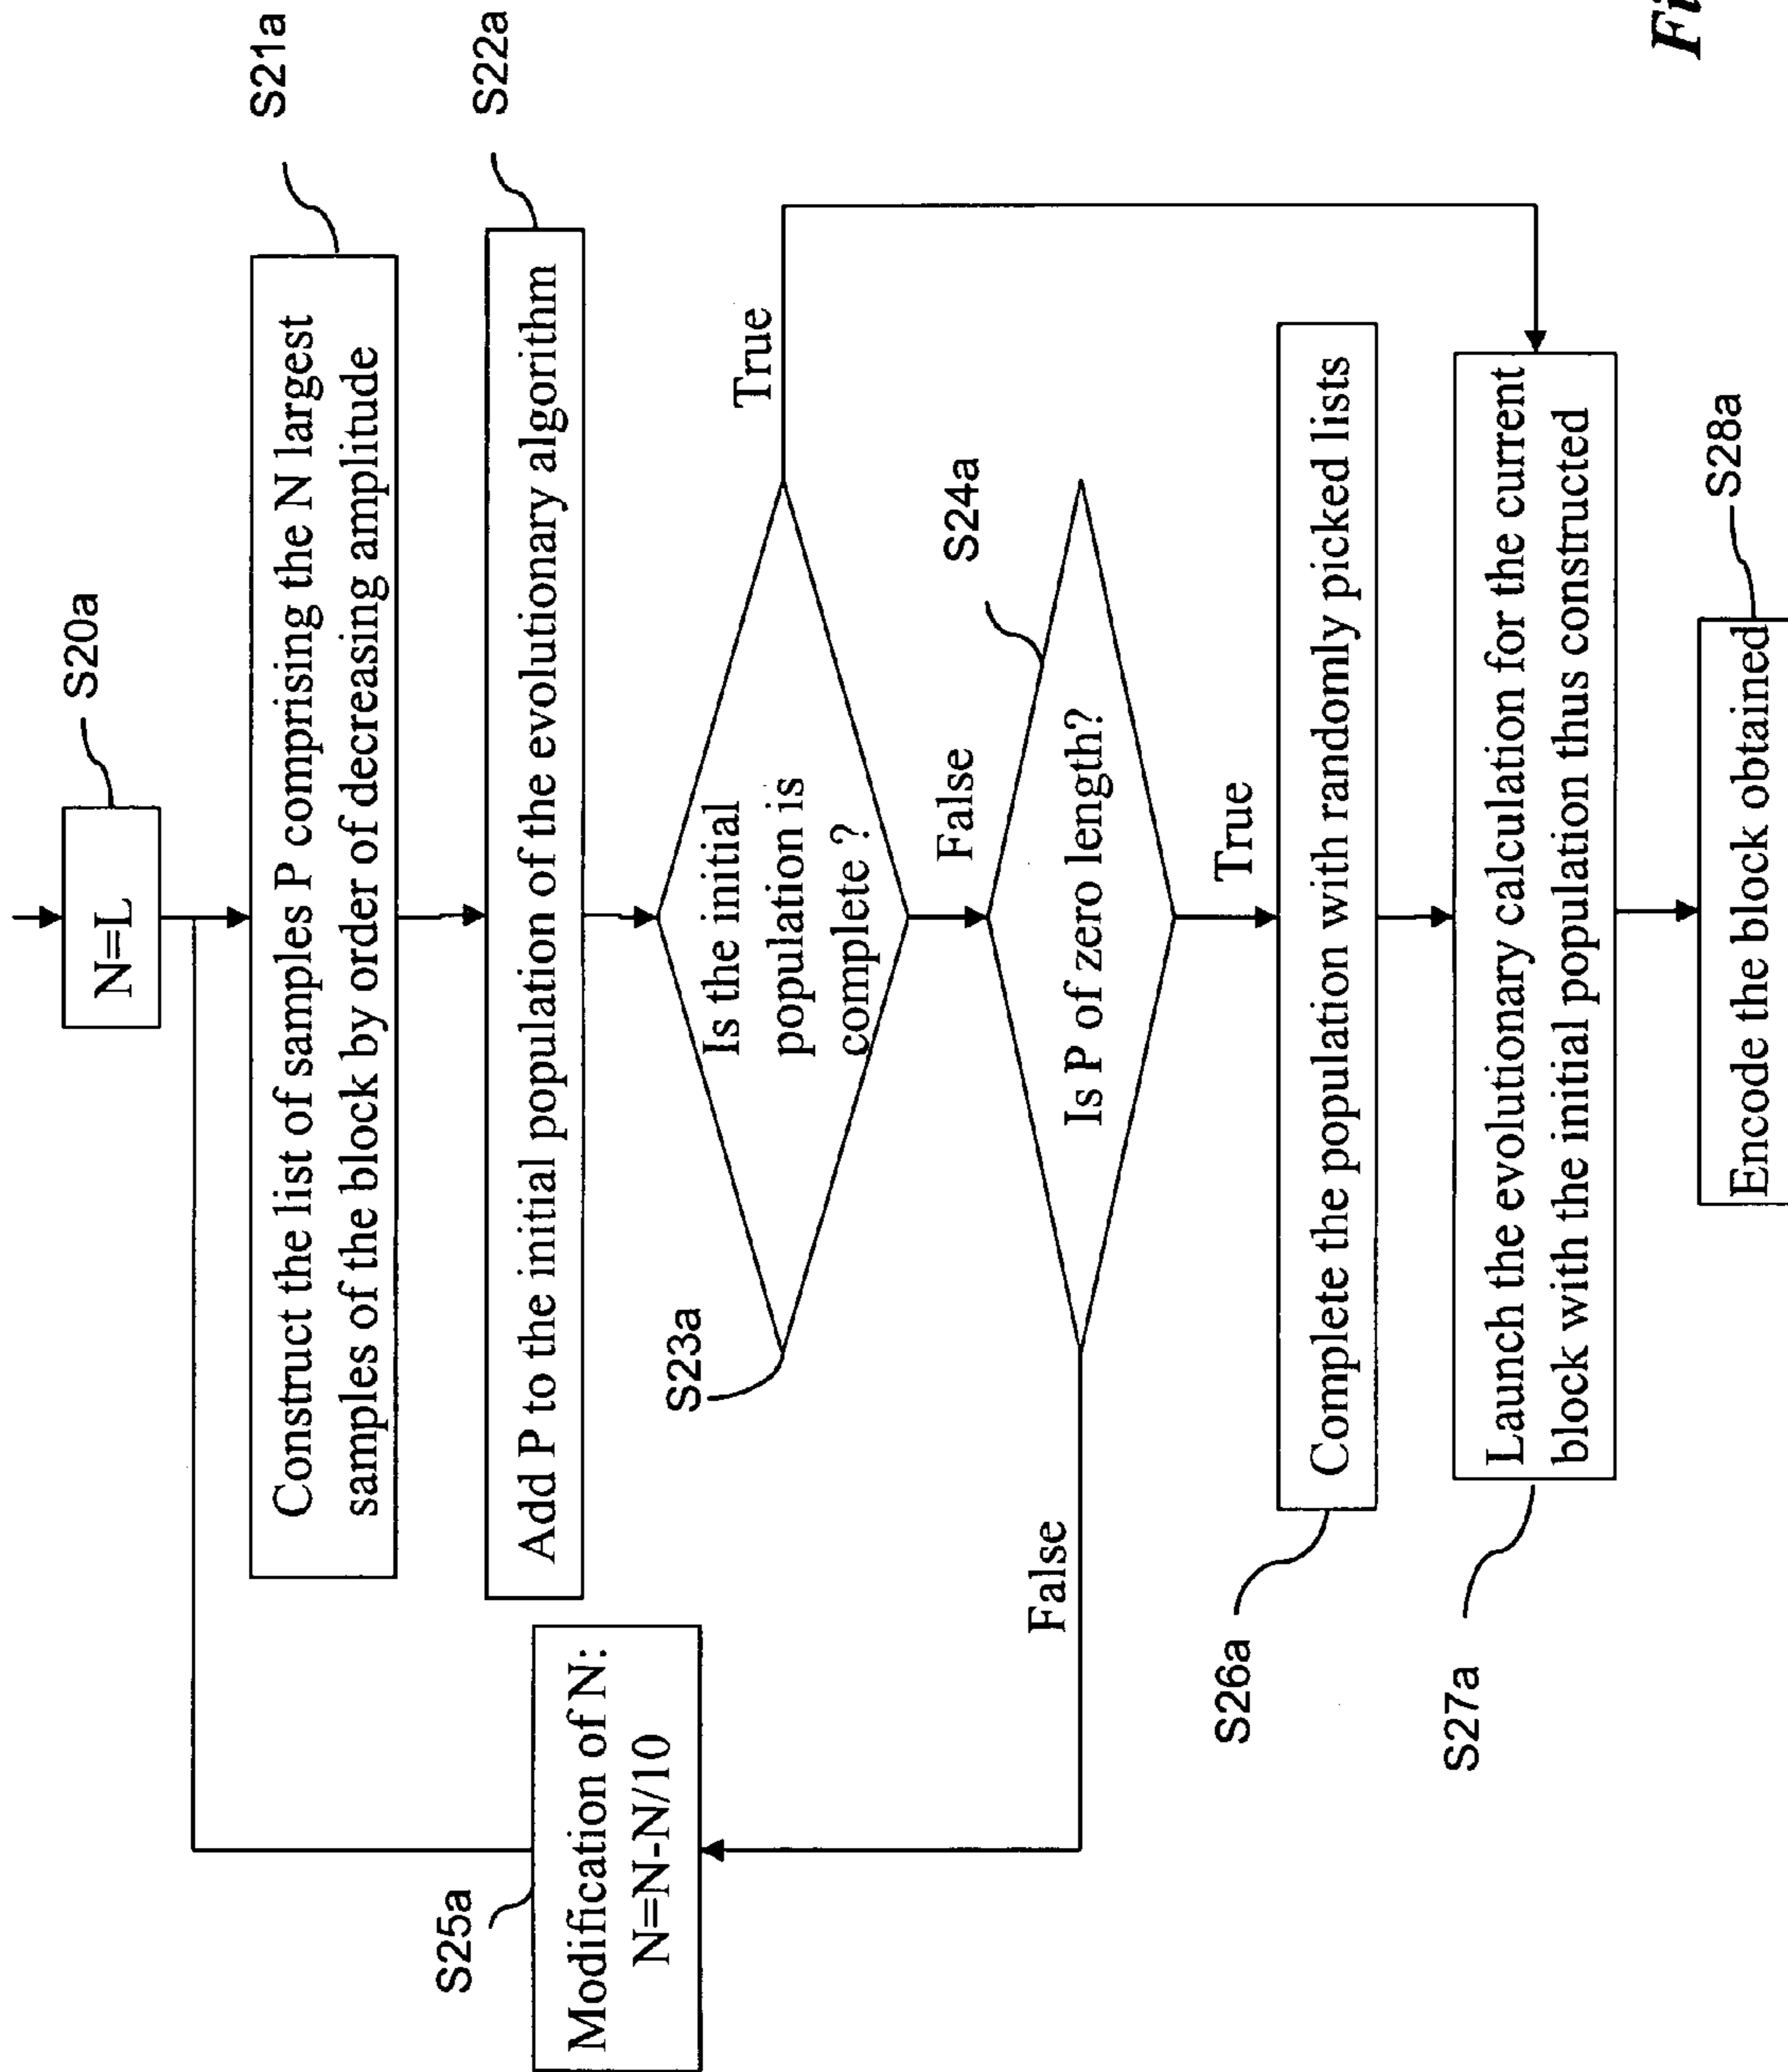 S20a
N=L
S21a
Construct the list of samples P comprising the N largest
samples of the block by order of decreasing amplitude
S22a
Add P to the initial population of the evolutionary algorithm
S23a
Is the initial
population is
complete ?
True
False
S24a
Is P of zero length?
False
True
S25a
Modification of N:
N=N-N/10
S26a
Complete the population with randomly picked lists
S27a
Launch the evolutionary calculation for the current
block with the initial population thus constructed
S28a
Encode the block obtained